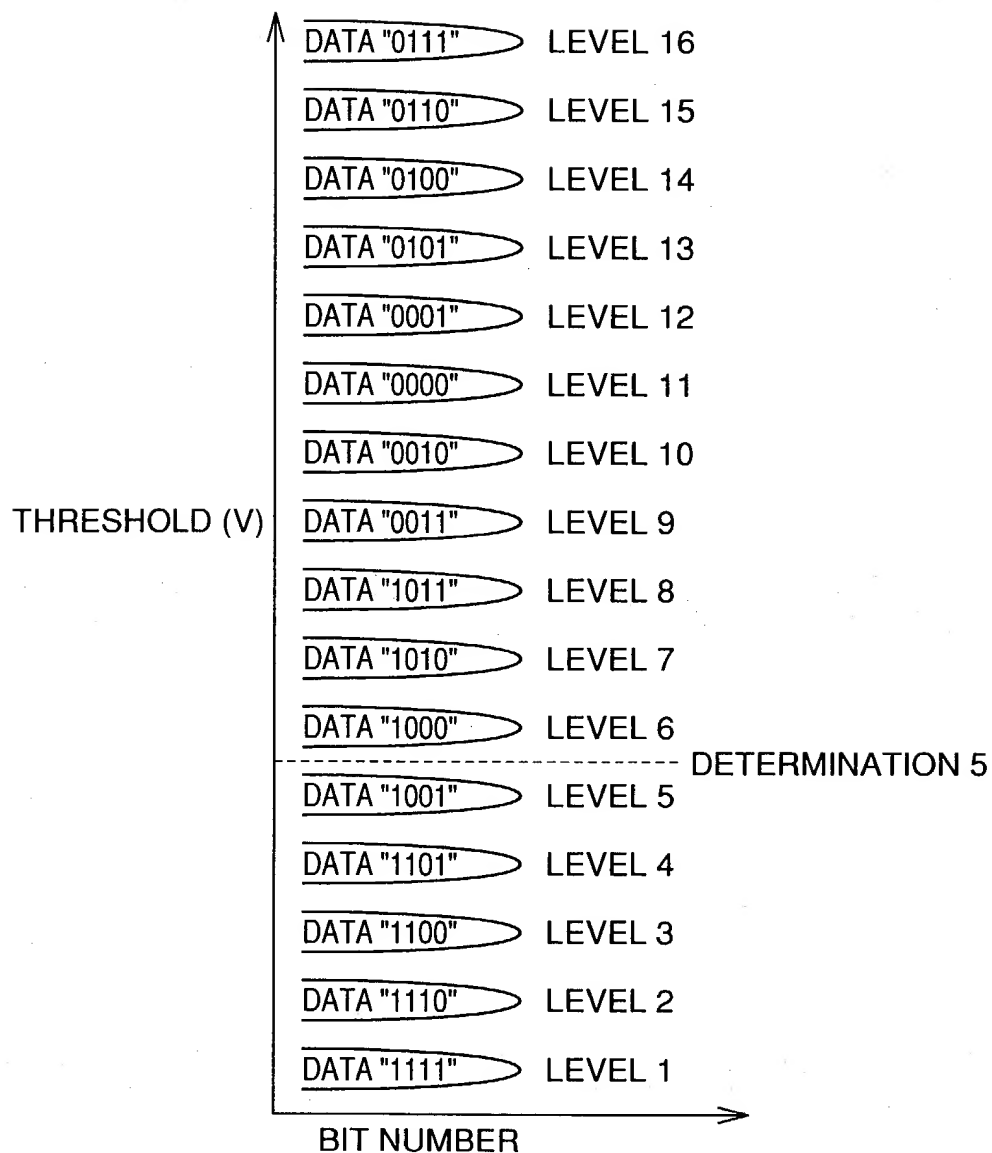 DATA "0111" LEVEL 16
DATA "0110" LEVEL 15
DATA "0100" LEVEL 14
DATA "0101" LEVEL 13
DATA "0001" LEVEL 12
DATA "0000" LEVEL 11
DATA "0010" LEVEL 10
THRESHOLD (V) DATA "0011" LEVEL 9
DATA "1011" LEVEL 8
DATA "1010" LEVEL 7
DATA "1000" LEVEL 6
DETERMINATION 5
DATA "1001" LEVEL 5
DATA "1101" LEVEL 4
DATA "1100" LEVEL 3
DATA "1110" LEVEL 2
DATA "1111" LEVEL 1
BIT NUMBER